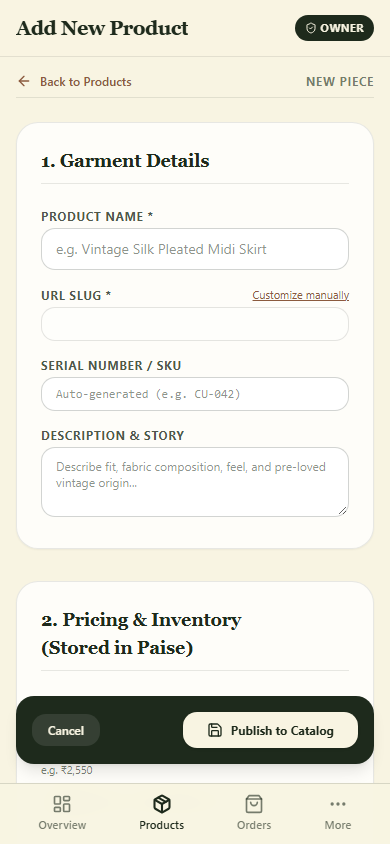 Add New Product
OWNER
Back to Products
NEW PIECE
1. Garment Details
PRODUCT NAME *
e.g. Vintage Silk Pleated Midi Skirt
URL SLUG *
Customize manually
SERIAL NUMBER / SKU
Auto-generated (e.g. CU-042)
DESCRIPTION & STORY
Describe fit, fabric composition, feel, and pre-loved
vintage origin...
2. Pricing & Inventory
(Stored in Paise)
Cancel
Publish to Catalog
e.g. ₹2,550
Overview
Products
Orders
More